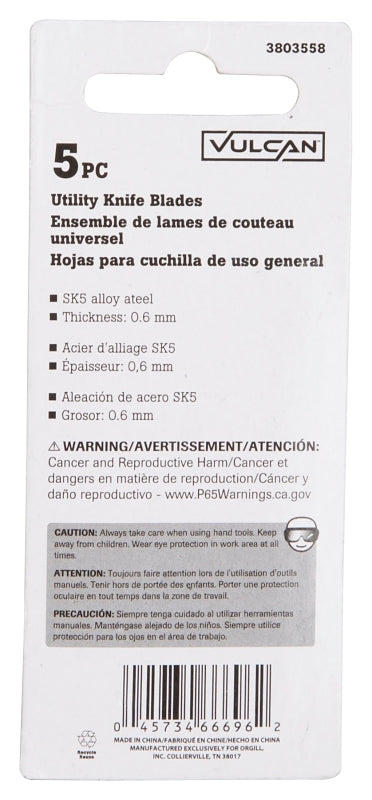 3803558
VULCAN
5 PC
Utility Knife Blades
Ensemble de lames de couteau
universel
Hojas para cuchilla de uso general
■ SK5 alloy ateel
■ Thickness: 0.6 mm
■ Acier d'alliage SK5
■ Épaisseur: 0,6 mm
■ Aleación de acero SK5
■ Grosor: 0.6 mm
⚠ WARNING/AVERTISSEMENT/ATENCIÓN:
Cancer and Reproductive Harm/Cancer et
dangers en matière de reproduction/Cáncer y
daño reproductivo - www.P65Warnings.ca.gov
CAUTION: Always take care when using hand tools. Keep
away from children. Wear eye protection in work area at all
times.
ATTENTION: Toujours faire attention lors de l'utilisation d'outils
manuels. Tenir hors de portée des enfants. Porter une protection
oculaire en tout temps dans la zone de travail.
PRECAUCIÓN: Siempre tenga cuidado al utilizar herramientas
manuales. Manténgase alejado de los niños. Siempre utilice
protección para los ojos en el área de trabajo.
0 45734 66696 2
Recycle
Reuse
MADE IN CHINA/FABRIQUÉ EN CHINE/HECHO EN CHINA
MANUFACTURED EXCLUSIVELY FOR ORGILL,
INC. COLLIERVILLE, TN 38017